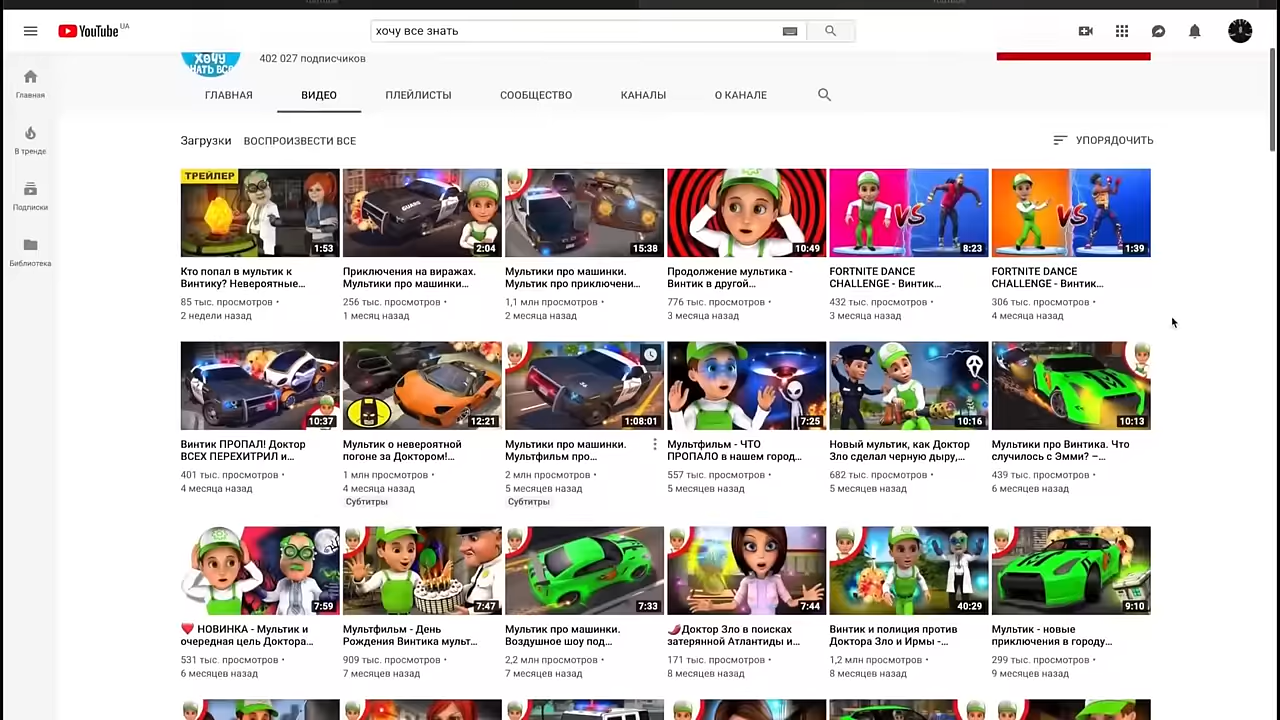 YouTube UA
хочу все знать
ХОЧУ
ЗНАТЬ ВСЕ
402 027 подписчиков
ГЛАВНАЯ ВИДЕО ПЛЕЙЛИСТЫ СООБЩЕСТВО КАНАЛЫ О КАНАЛЕ
Главная
В тренде
Подписки
Библиотека
Загрузки ВОСПРОИЗВЕСТИ ВСЕ УПОРЯДОЧИТЬ
ТРЕЙЛЕР
1:53
Кто попал в мультик к
Винтику? Невероятные...
85 тыс. просмотров •
2 недели назад
2:04
Приключения на виражах.
Мультики про машинки...
256 тыс. просмотров •
1 месяц назад
15:38
Мультики про машинки.
Мультик про приключени...
1,1 млн просмотров •
2 месяца назад
10:49
Продолжение мультика -
Винтик в другой...
776 тыс. просмотров •
3 месяца назад
VS
8:23
FORTNITE DANCE
CHALLENGE - Винтик...
432 тыс. просмотров •
3 месяца назад
VS
1:39
FORTNITE DANCE
CHALLENGE - Винтик...
306 тыс. просмотров •
4 месяца назад
10:37
Винтик ПРОПАЛ! Доктор
ВСЕХ ПЕРЕХИТРИЛ и...
401 тыс. просмотров •
4 месяца назад
12:21
Мультик о невероятной
погоне за Доктором!...
1 млн просмотров •
4 месяца назад
Субтитры
1:08:01
Мультики про машинки.
Мультфильм про...
2 млн просмотров •
5 месяцев назад
Субтитры
7:25
Мультфильм - ЧТО
ПРОПАЛО в нашем город...
557 тыс. просмотров •
5 месяцев назад
10:16
Новый мультик, как Доктор
Зло сделал черную дыру,...
682 тыс. просмотров •
5 месяцев назад
10:13
Мультики про Винтика. Что
случилось с Эмми? –...
439 тыс. просмотров •
6 месяцев назад
7:59
❤️ НОВИНКА - Мультик и
очередная цель Доктора...
531 тыс. просмотров •
6 месяцев назад
7:47
Мультфильм - День
Рождения Винтика мульт...
909 тыс. просмотров •
7 месяцев назад
7:33
Мультик про машинки.
Воздушное шоу под...
2,2 млн просмотров •
7 месяцев назад
7:44
🌶️Доктор Зло в поисках
затерянной Атлантиды и...
171 тыс. просмотров •
8 месяцев назад
40:29
Винтик и полиция против
Доктора Зло и Ирмы -...
1,2 млн просмотров •
8 месяцев назад
9:10
Мультик - новые
приключения в городу...
299 тыс. просмотров •
9 месяцев назад